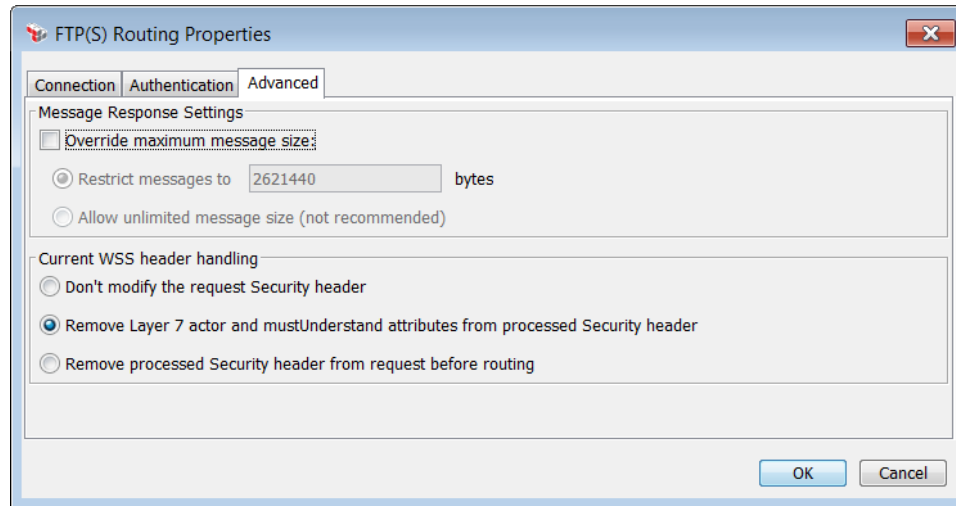 FTP(S) Routing Properties
Connection Authentication Advanced
Message Response Settings
Override maximum message size:
Restrict messages to 2621440 bytes
Allow unlimited message size (not recommended)
Current WSS header handling
Don't modify the request Security header
Remove Layer 7 actor and mustUnderstand attributes from processed Security header
Remove processed Security header from request before routing
OK Cancel